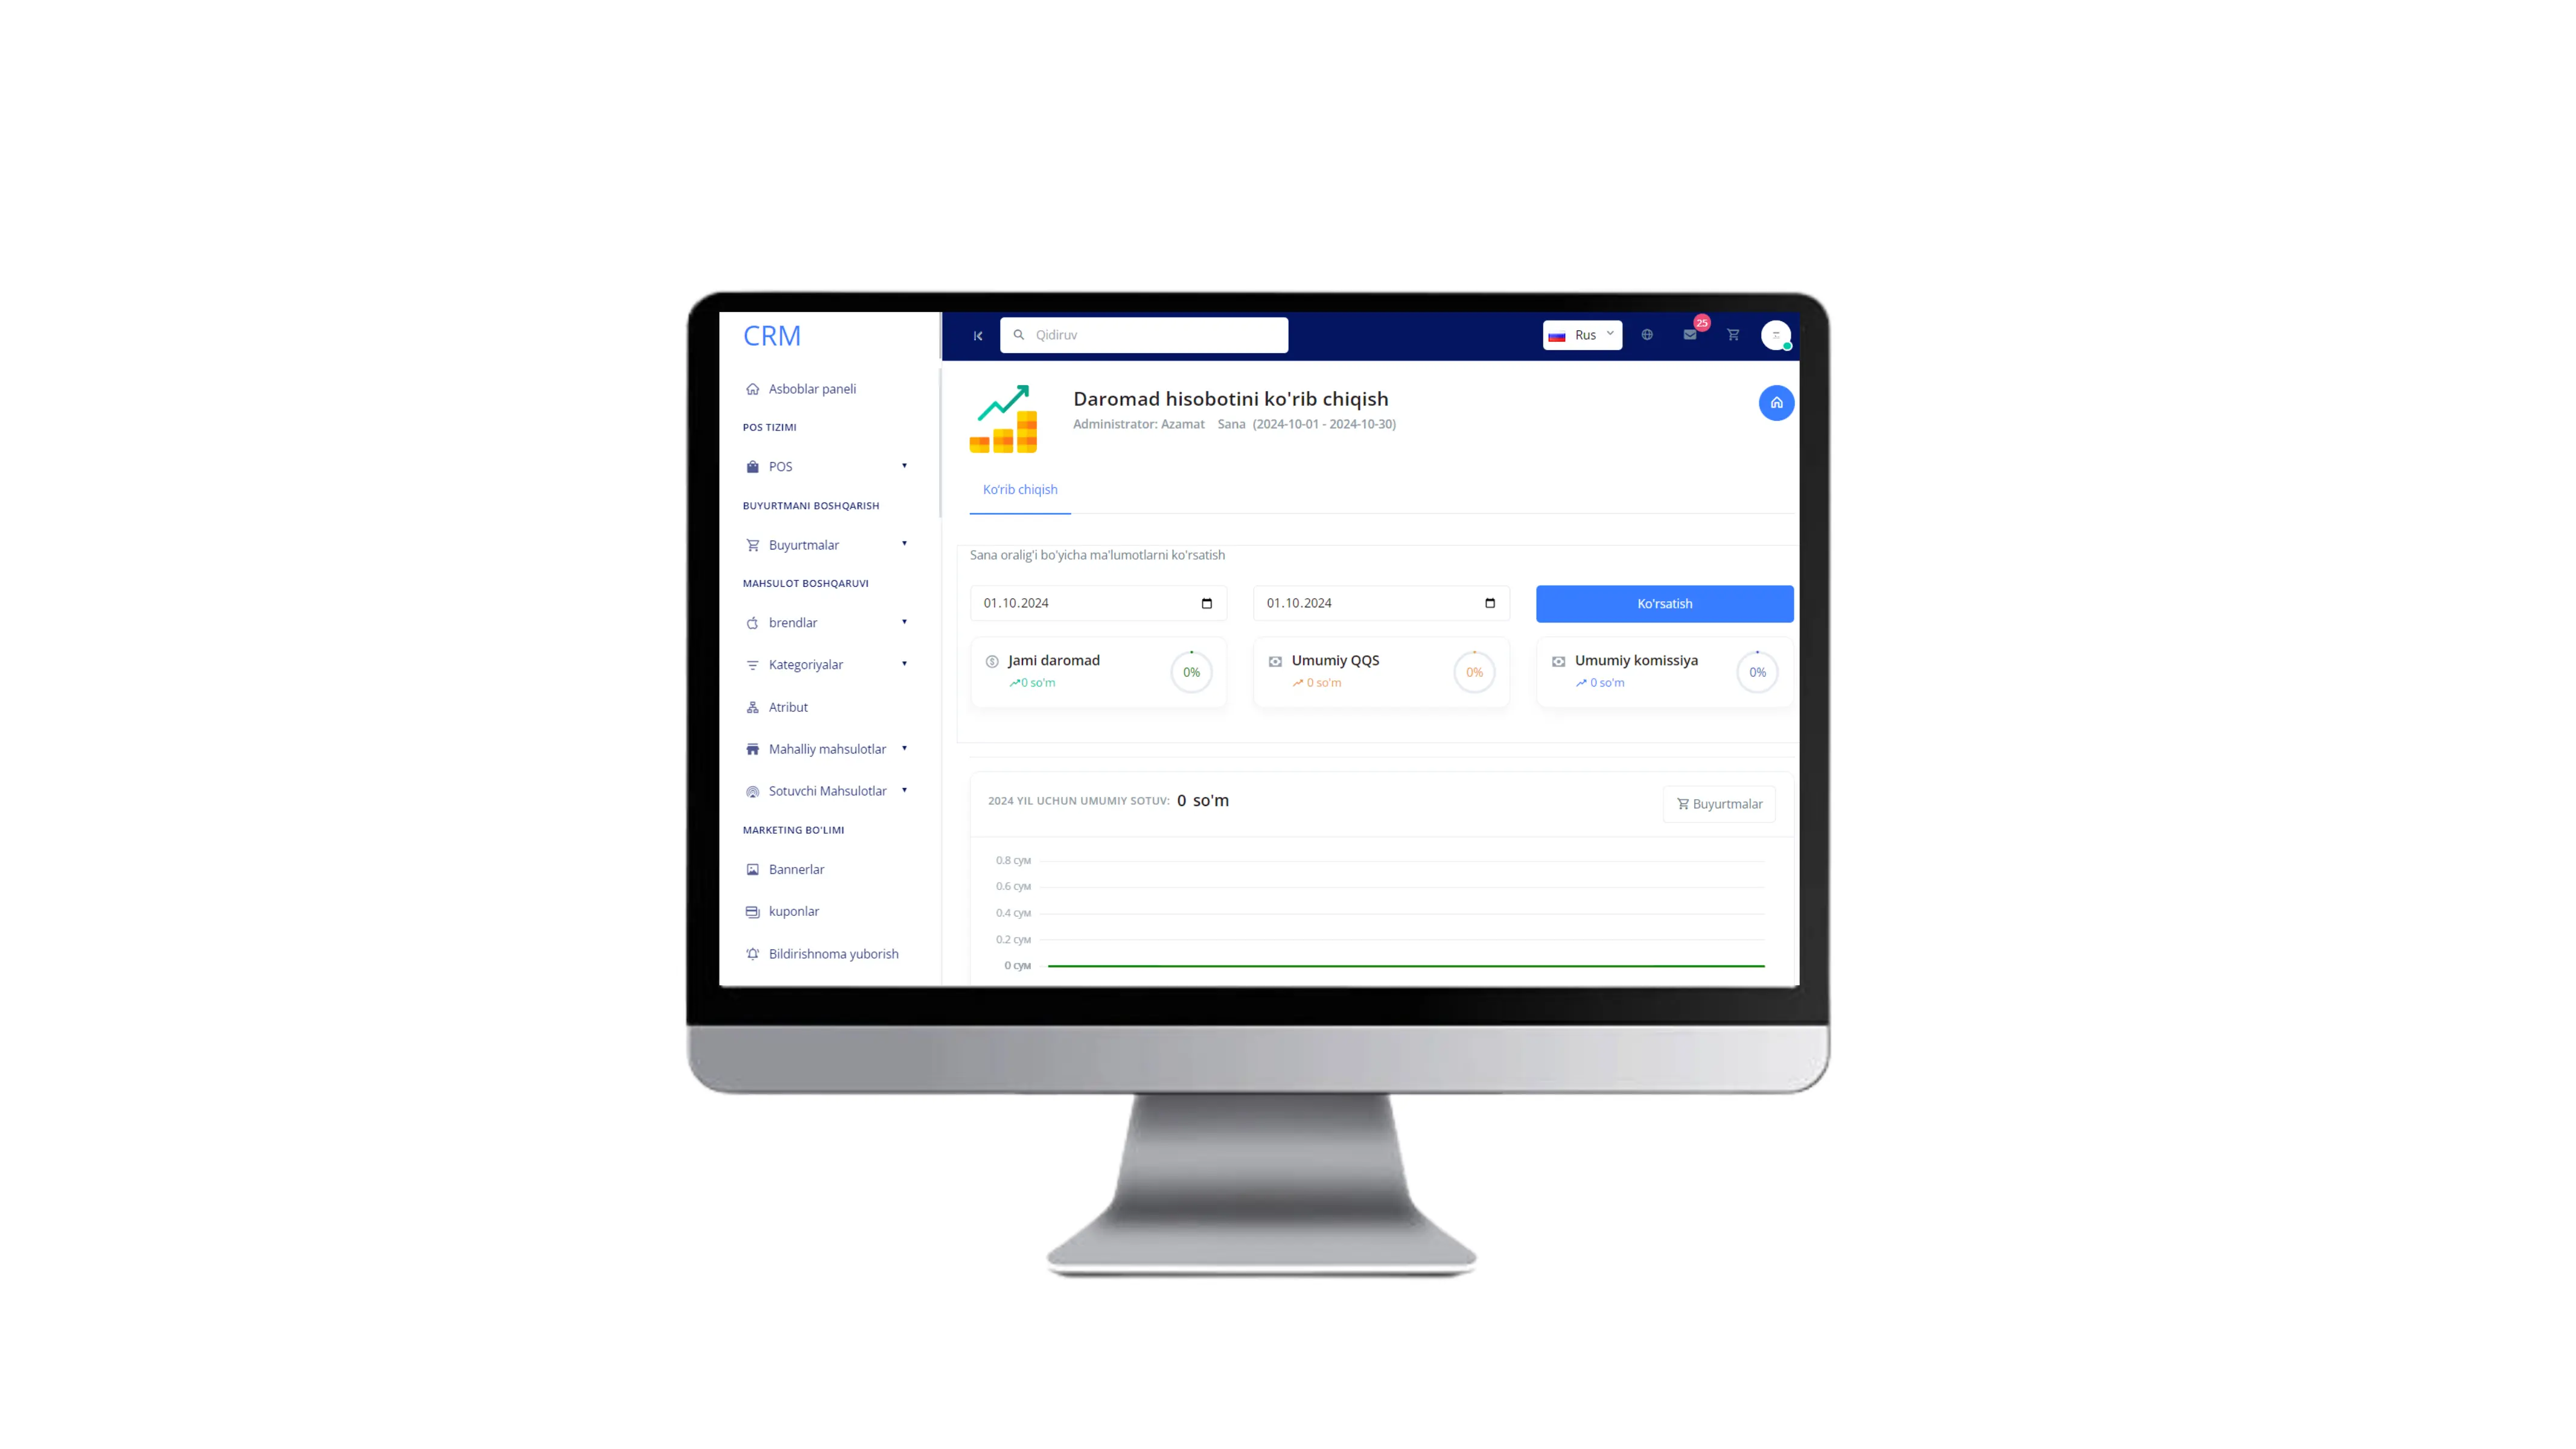 CRM
Qidiruv
Rus
25
Asboblar paneli
POS TIZIMI
POS
BUYURTMANI BOSHQARISH
Buyurtmalar
MAHSULOT BOSHQARUVI
brendlar
Kategoriyalar
Atribut
Mahalliy mahsulotlar
Sotuvchi Mahsulotlar
MARKETING BO'LIMI
Bannerlar
kuponlar
Bildirishnoma yuborish
Daromad hisobotini ko'rib chiqish
Administrator: Azamat Sana (2024-10-01 - 2024-10-30)
Ko'rib chiqish
Sana oralig'i bo'yicha ma'lumotlarni ko'rsatish
01.10.2024
01.10.2024
Ko'rsatish
Jami daromad
0 so'm
0%
Umumiy QQS
0 so'm
0%
Umumiy komissiya
0 so'm
0%
2024 YIL UCHUN UMUMIY SOTUV: 0 so'm
Buyurtmalar
0.8 сум
0.6 сум
0.4 сум
0.2 сум
0 сум